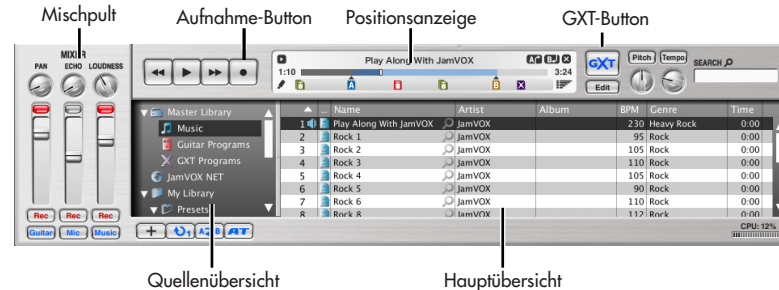 Mischpult Aufnahme-Button Positionsanzeige GXT-Button
MIXER
PAN ECHO LOUDNESS
Play Along With JamVOX
1:10 3:24
A B X
GXT
Edit
Pitch Tempo
SEARCH
Master Library
Music
Guitar Programs
GXT Programs
JamVOX NET
My Library
Presets
Name Artist Album BPM Genre Time
1 Play Along With JamVOX JamVOX 230 Heavy Rock 0:00
2 Rock 1 JamVOX 95 Rock 0:00
3 Rock 2 JamVOX 105 Rock 0:00
4 Rock 3 JamVOX 110 Rock 0:00
5 Rock 4 JamVOX 105 Rock 0:00
6 Rock 5 JamVOX 90 Rock 0:00
7 Rock 6 JamVOX 110 Rock 0:00
8 Rock 8 JamVOX 112 Rock 0:00
Rec Rec Rec
Guitar Mic Music
+ 1 A B AT
CPU: 12%
Quellenübersicht Hauptübersicht